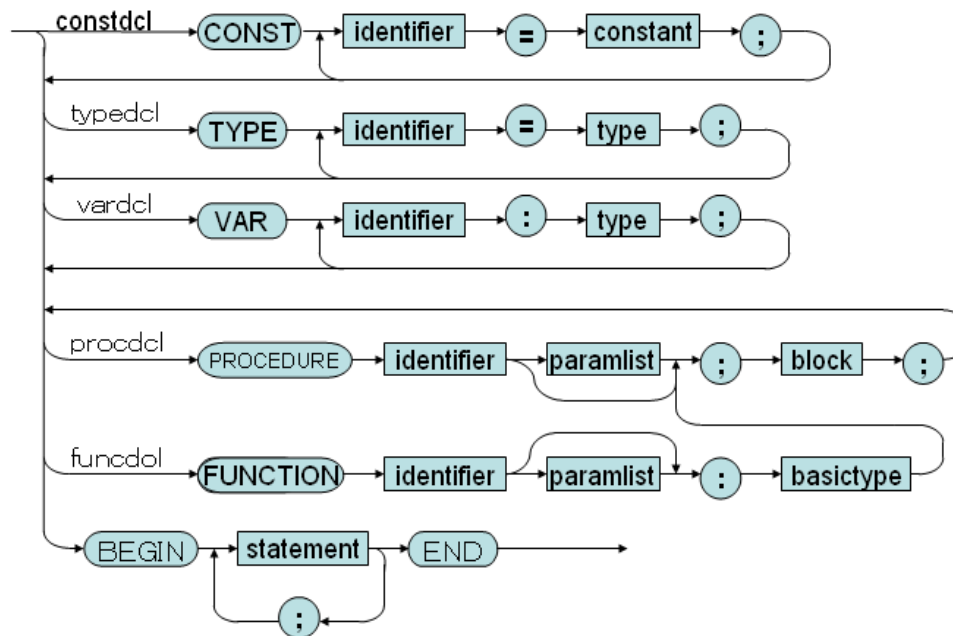 constdcl CONST identifier = constant ;
typedcl TYPE identifier = type ;
vardcl VAR identifier : type ;
procdcl PROCEDURE identifier paramlist ; block ;
funcdol FUNCTION identifier paramlist : basictype
BEGIN statement END
;